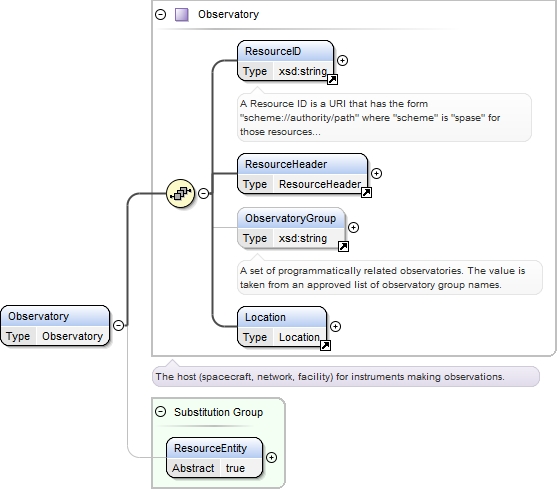 Observatory
ResourceID
Type xsd:string
A Resource ID is a URI that has the form
"scheme://authority/path" where "scheme" is "spase" for
those resources...
ResourceHeader
Type ResourceHeader
ObservatoryGroup
Type xsd:string
A set of programmatically related observatories. The value is
taken from an approved list of observatory group names.
Observatory
Type Observatory
Location
Type Location
The host (spacecraft, network, facility) for instruments making observations.
Substitution Group
ResourceEntity
Abstract true